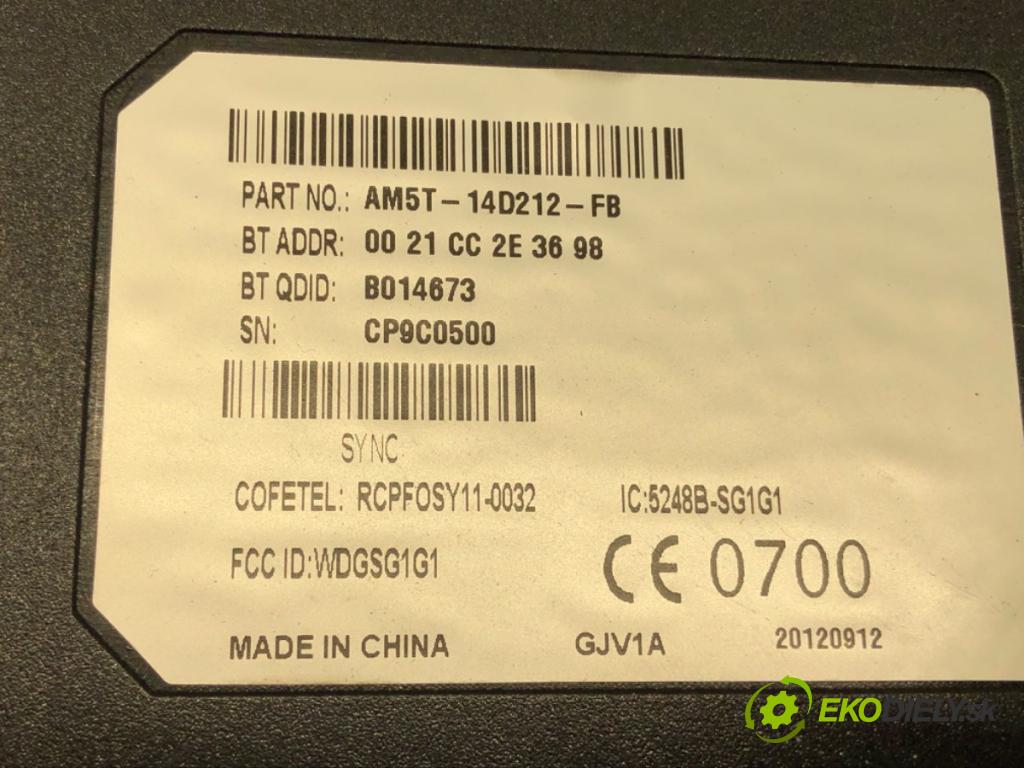 PART NO.: AM5T-14D212-FB
BT ADDR: 00 21 CC 2E 36 98
BT QDID: B014673
SN: CP9C0500
SYNC
COFETEL: RCPFOSY11-0032 IC:5248B-SG1G1
FCC ID:WDGSG1G1 CE 0700
MADE IN CHINA GJV1A 20120912
EKODIELY.sk